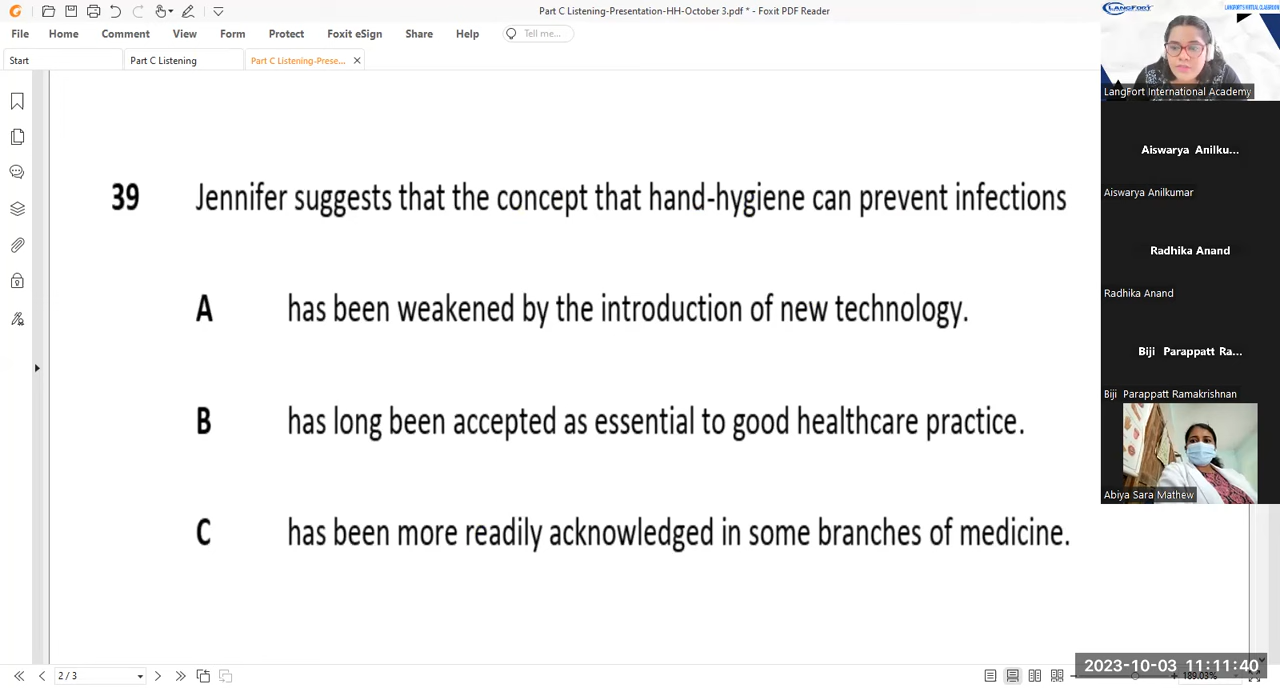 Part C Listening-Presentation-HH-October 3.pdf * - Foxit PDF Reader
File Home Comment View Form Protect Foxit eSign Share Help Tell me...
Start Part C Listening Part C Listening-Prese...
39 Jennifer suggests that the concept that hand-hygiene can prevent infections
A has been weakened by the introduction of new technology.
B has long been accepted as essential to good healthcare practice.
C has been more readily acknowledged in some branches of medicine.
LANGFORT
LangFort International Academy
Aiswarya Anilku...
Aiswarya Anilkumar
Radhika Anand
Radhika Anand
Biji Parappatt Ra...
Biji Parappatt Ramakrishnan
Abiya Sara Mathew
2 / 3
2023-10-03 11:11:40
189.03%